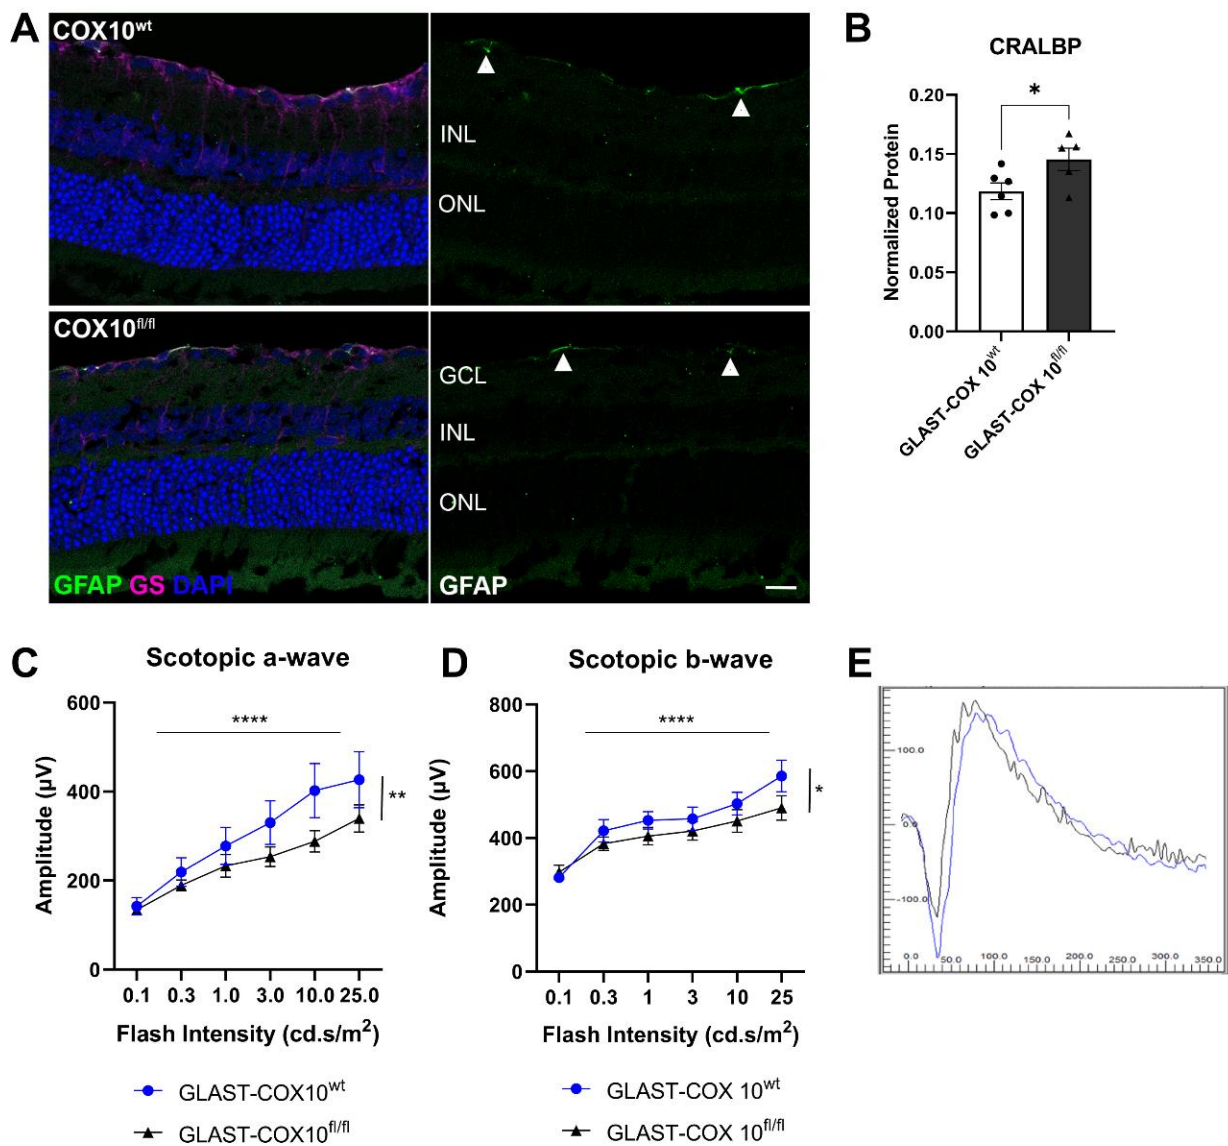 A
COX10wt
INL
ONL
COX10fl/fl
GCL
INL
ONL
GFAP GS DAPI
GFAP
B
CRALBP
*
Normalized Protein
0.20
0.15
0.10
0.05
0.00
GLAST-COX 10wt
GLAST-COX 10fl/fl
C
Scotopic a-wave
****
**
Amplitude (µV)
600
400
200
0
0.1 0.3 1.0 3.0 10.0 25.0
Flash Intensity (cd.s/m2)
GLAST-COX10wt
GLAST-COX10fl/fl
D
Scotopic b-wave
****
*
Amplitude (µV)
800
600
400
200
0
0.1 0.3 1 3 10 25
Flash Intensity (cd.s/m2)
GLAST-COX 10wt
GLAST-COX 10fl/fl
E
100.0
0.0
-100.0
0.0 50.0 100.0 150.0 200.0 250.0 300.0 350.0